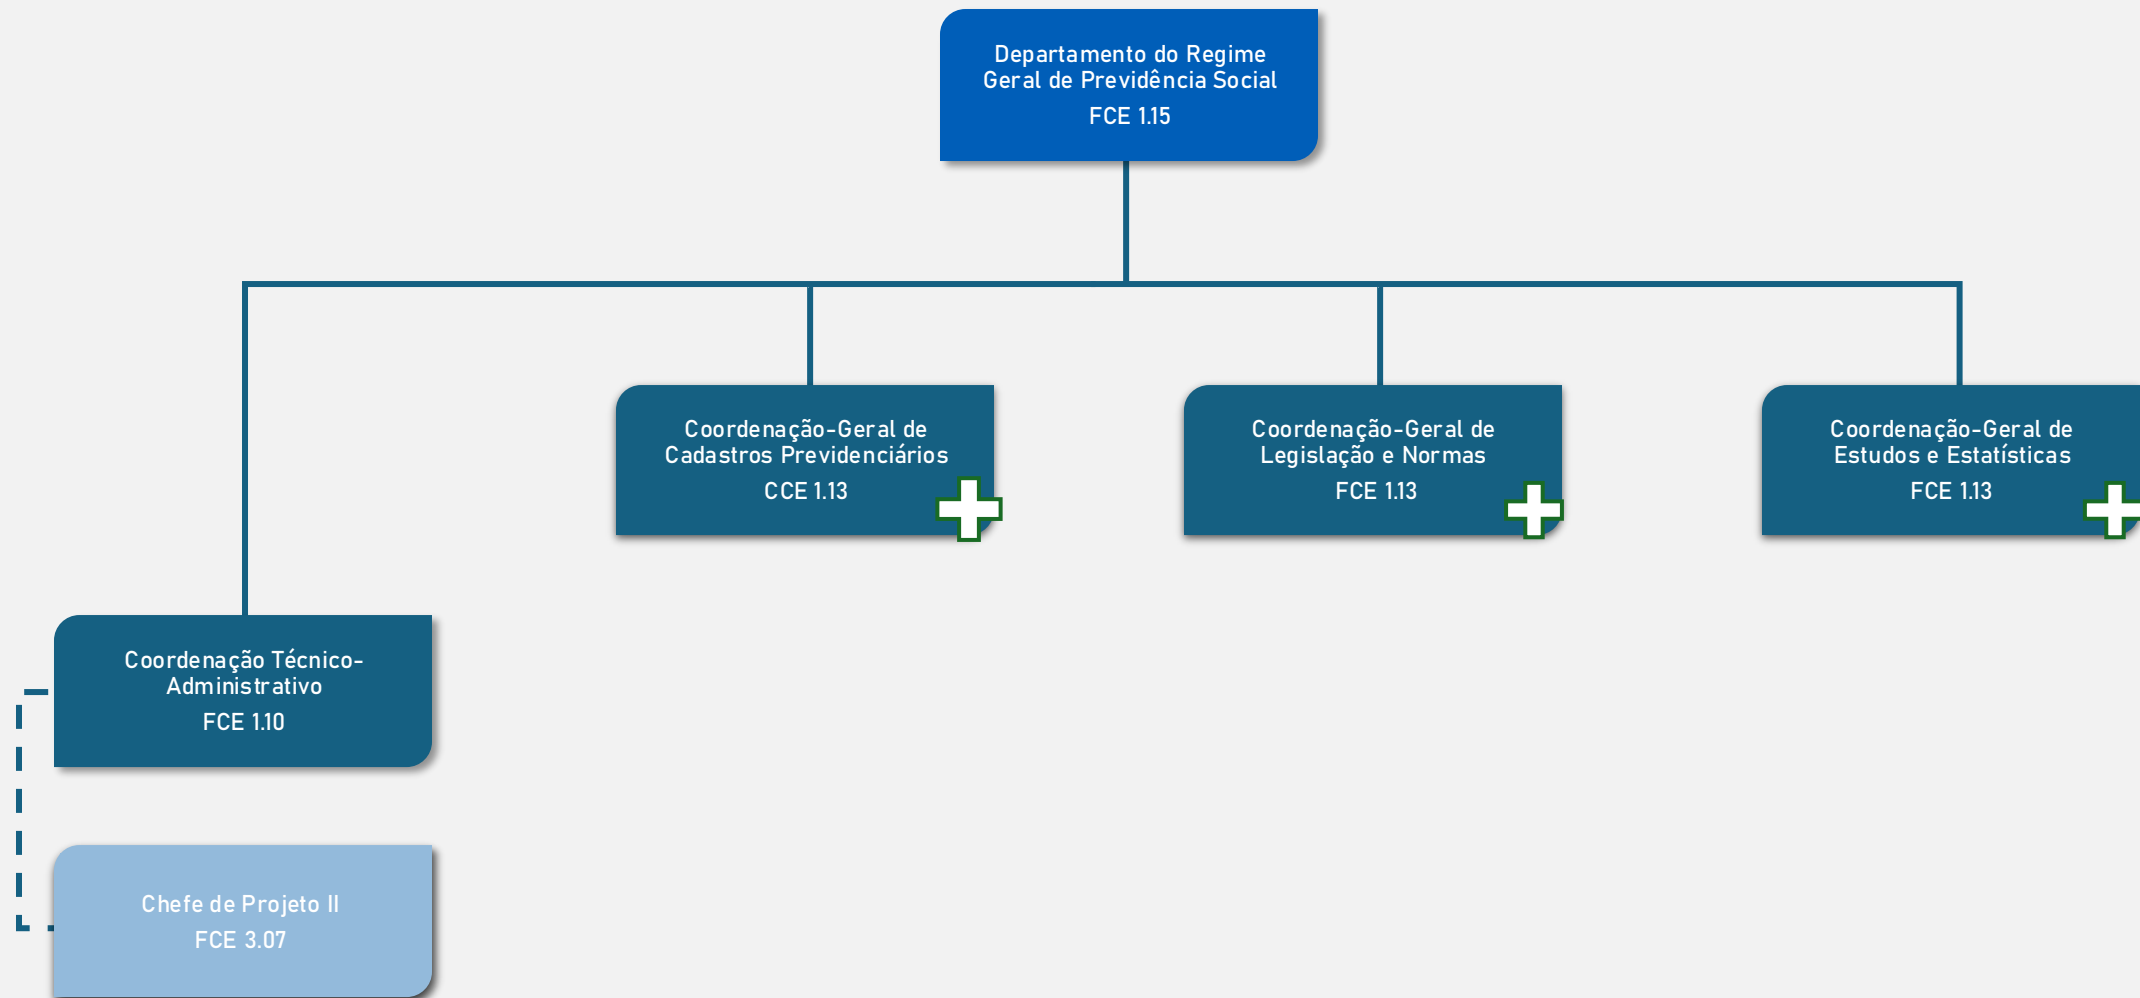 Departamento do Regime
Geral de Previdência Social
FCE 1.15
Coordenação-Geral de
Cadastros Previdenciários
CCE 1.13
Coordenação-Geral de
Legislação e Normas
FCE 1.13
Coordenação-Geral de
Estudos e Estatísticas
FCE 1.13
Coordenação Técnico-
Administrativo
FCE 1.10
Chefe de Projeto II
FCE 3.07